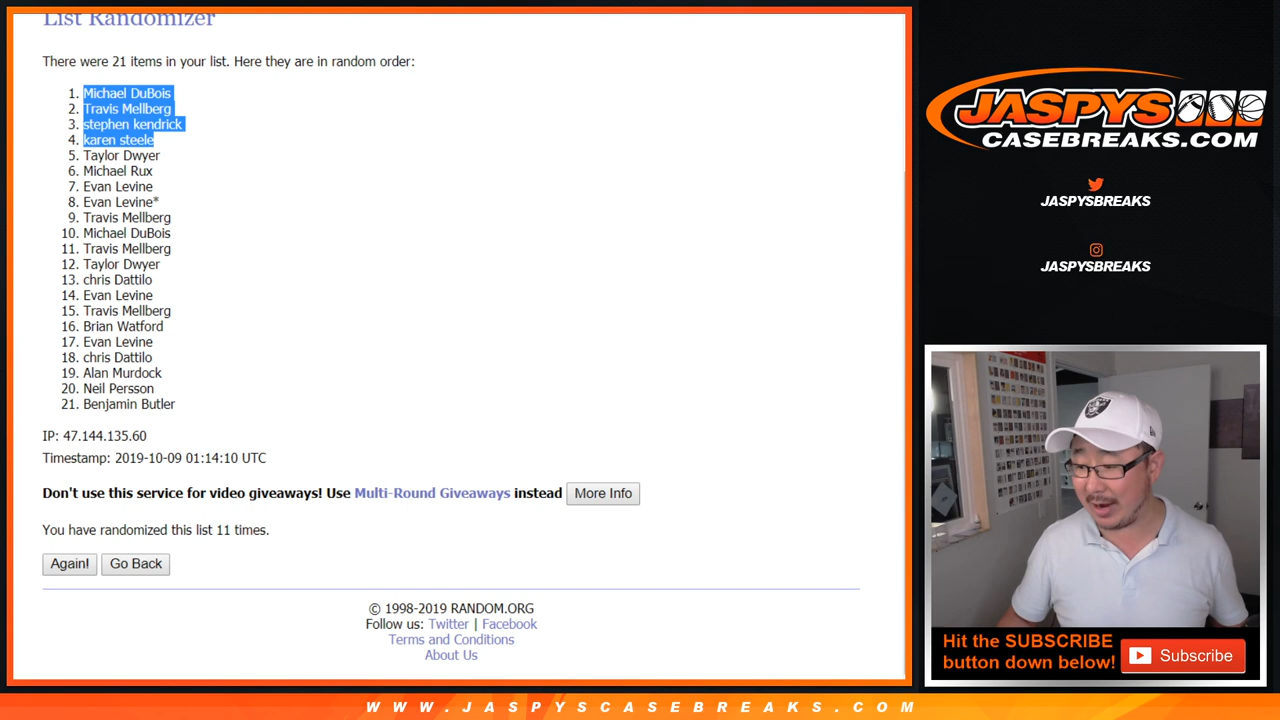 List Randomizer
There were 21 items in your list. Here they are in random order:
1. Michael DuBois
2. Travis Mellberg
3. stephen kendrick
4. karen steele
5. Taylor Dwyer
6. Michael Rux
7. Evan Levine
8. Evan Levine*
9. Travis Mellberg
10. Michael DuBois
11. Travis Mellberg
12. Taylor Dwyer
13. chris Dattilo
14. Evan Levine
15. Travis Mellberg
16. Brian Watford
17. Evan Levine
18. chris Dattilo
19. Alan Murdock
20. Neil Persson
21. Benjamin Butler
IP: 47.144.135.60
Timestamp: 2019-10-09 01:14:10 UTC
Don't use this service for video giveaways! Use Multi-Round Giveaways instead More Info
You have randomized this list 11 times.
Again! Go Back
© 1998-2019 RANDOM.ORG
Follow us: Twitter | Facebook
Terms and Conditions
About Us
JASPYS
CASEBREAKS.COM
JASPYSBREAKS
JASPYSBREAKS
Hit the SUBSCRIBE
button down below!
Subscribe
WWW.JASPYSCASEBREAKS.COM